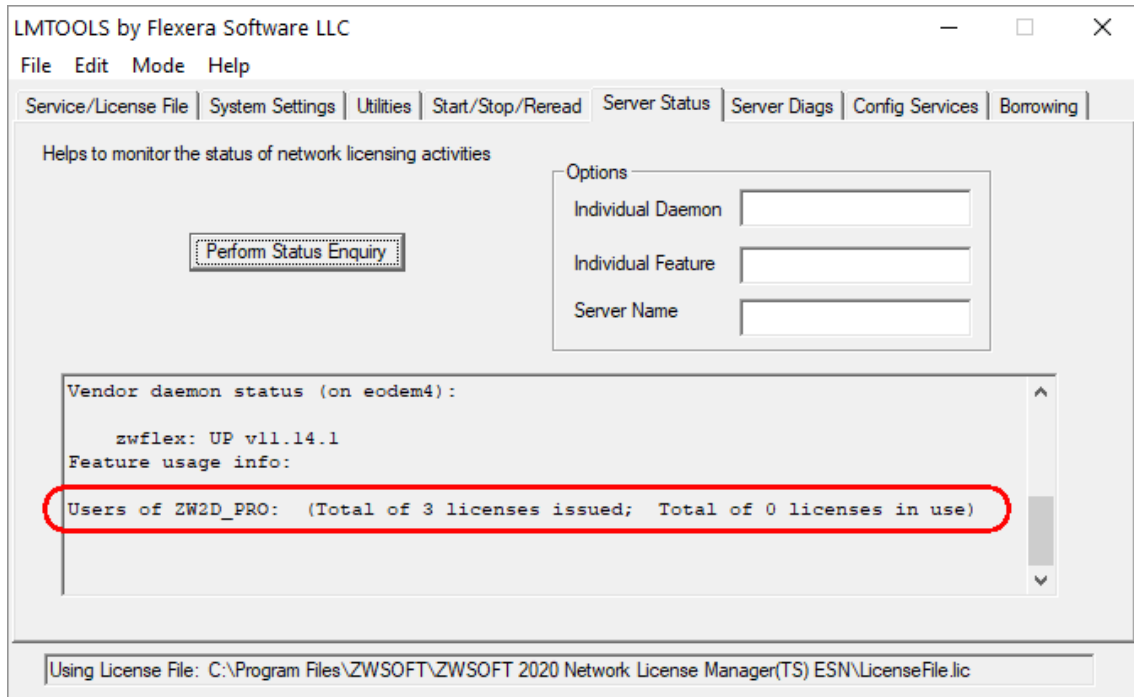 LMTOOLS by Flexera Software LLC
File Edit Mode Help
Service/License File System Settings Utilities Start/Stop/Reread Server Status Server Diags Config Services Borrowing
Helps to monitor the status of network licensing activities
Options
Individual Daemon
Perform Status Enquiry
Individual Feature
Server Name
Vendor daemon status (on eodem4):
zwflex: UP v11.14.1
Feature usage info:
Users of ZW2D_PRO: (Total of 3 licenses issued; Total of 0 licenses in use)
Using License File: C:\Program Files\ZWSOFT\ZWSOFT 2020 Network License Manager(TS) ESN\LicenseFile.lic